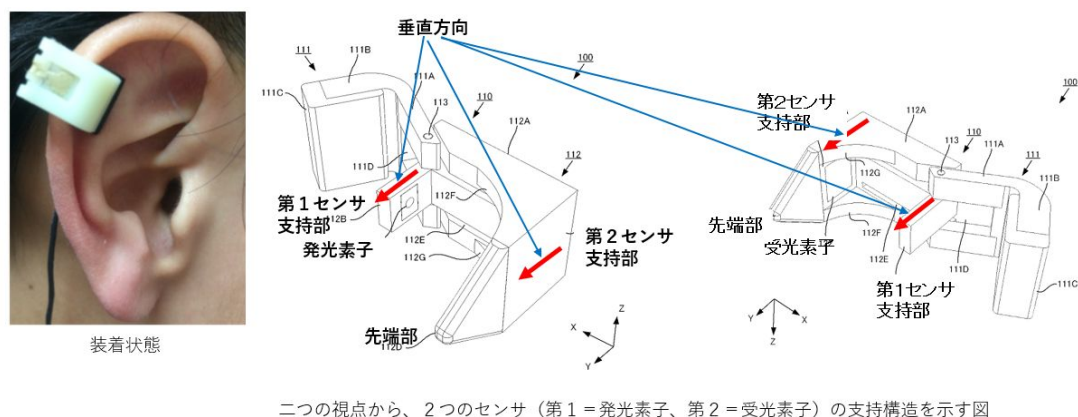 垂直方向
100
111
111B
111A
111C
113
110
112A
111D
112
112F
第1センサ
支持部
112B
発光素子
112E
112G
第2センサ
支持部
先端部
112D
X
Z
Y
装着状態
100
第2センサ
支持部
112A
110
113
111A
111
111B
112G
先端部
受光素子
112F
112E
111D
111C
第1センサ
支持部
Y
X
Z
二つの視点から、2つのセンサ（第1＝発光素子、第2＝受光素子）の支持構造を示す図